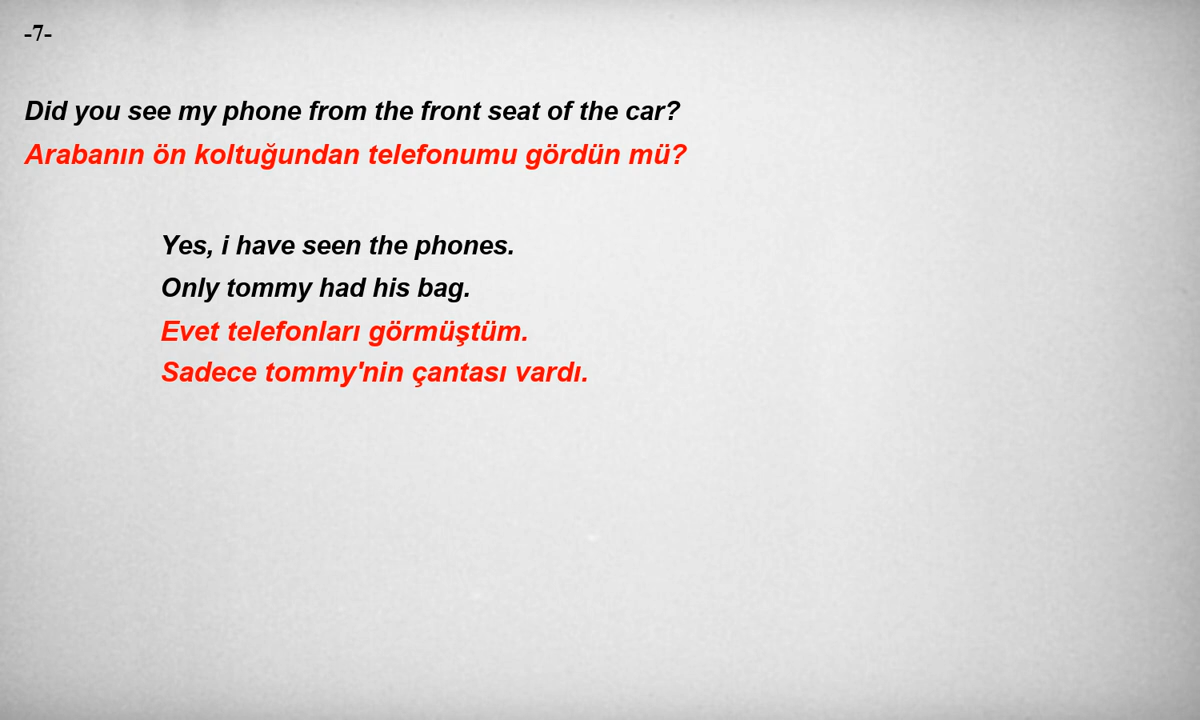 -7-
Did you see my phone from the front seat of the car?
Arabanın ön koltuğundan telefonumu gördün mü?
Yes, i have seen the phones.
Only tommy had his bag.
Evet telefonları görmüştüm.
Sadece tommy'nin çantası vardı.